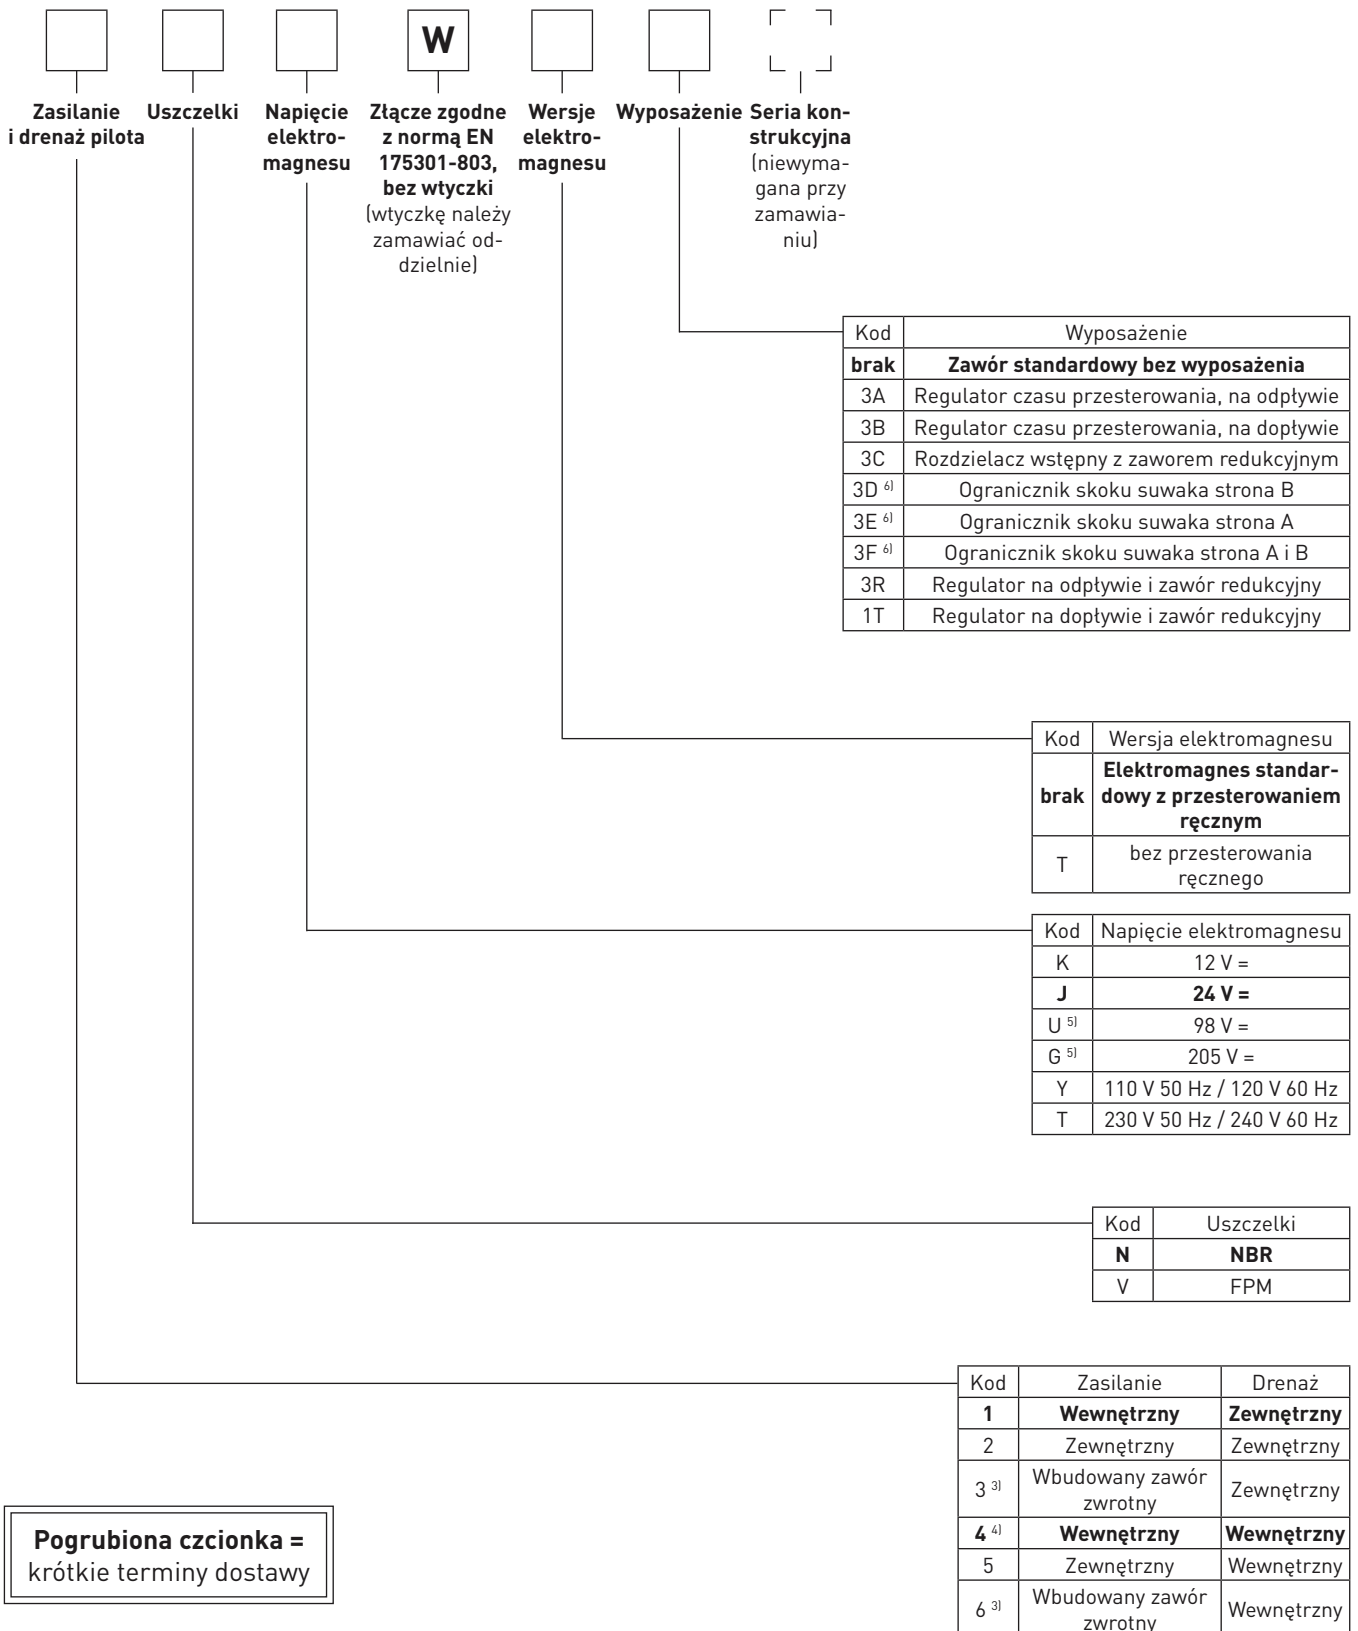 W
Zasilanie
i drenaż pilota
Uszczelki
Napięcie
elektro-
magnesu
Złącze zgodne
z normą EN
175301-803,
bez wtyczki
(wtyczkę należy
zamawiać od-
dzielnie)
Wersje
elektro-
magnesu
Wyposażenie
Seria kon-
strukcyjna
(niewyma-
gana przy
zamawia-
niu)
Kod Wyposażenie
brak Zawór standardowy bez wyposażenia
3A Regulator czasu przesterowania, na odpływie
3B Regulator czasu przesterowania, na dopływie
3C Rozdzielacz wstępny z zaworem redukcyjnym
3D 6) Ogranicznik skoku suwaka strona B
3E 6) Ogranicznik skoku suwaka strona A
3F 6) Ogranicznik skoku suwaka strona A i B
3R Regulator na odpływie i zawór redukcyjny
1T Regulator na dopływie i zawór redukcyjny
Kod Wersja elektromagnesu
brak Elektromagnes standar-
dowy z przesterowaniem
ręcznym
T bez przesterowania
ręcznego
Kod Napięcie elektromagnesu
K 12 V =
J 24 V =
U 5) 98 V =
G 5) 205 V =
Y 110 V 50 Hz / 120 V 60 Hz
T 230 V 50 Hz / 240 V 60 Hz
Kod Uszczelki
N NBR
V FPM
Kod Zasilanie Drenaż
1 Wewnętrzny Zewnętrzny
2 Zewnętrzny Zewnętrzny
3 3) Wbudowany zawór
zwrotny Zewnętrzny
4 4) Wewnętrzny Wewnętrzny
5 Zewnętrzny Wewnętrzny
6 3) Wbudowany zawór
zwrotny Wewnętrzny
Pogrubiona czcionka =
krótkie terminy dostawy